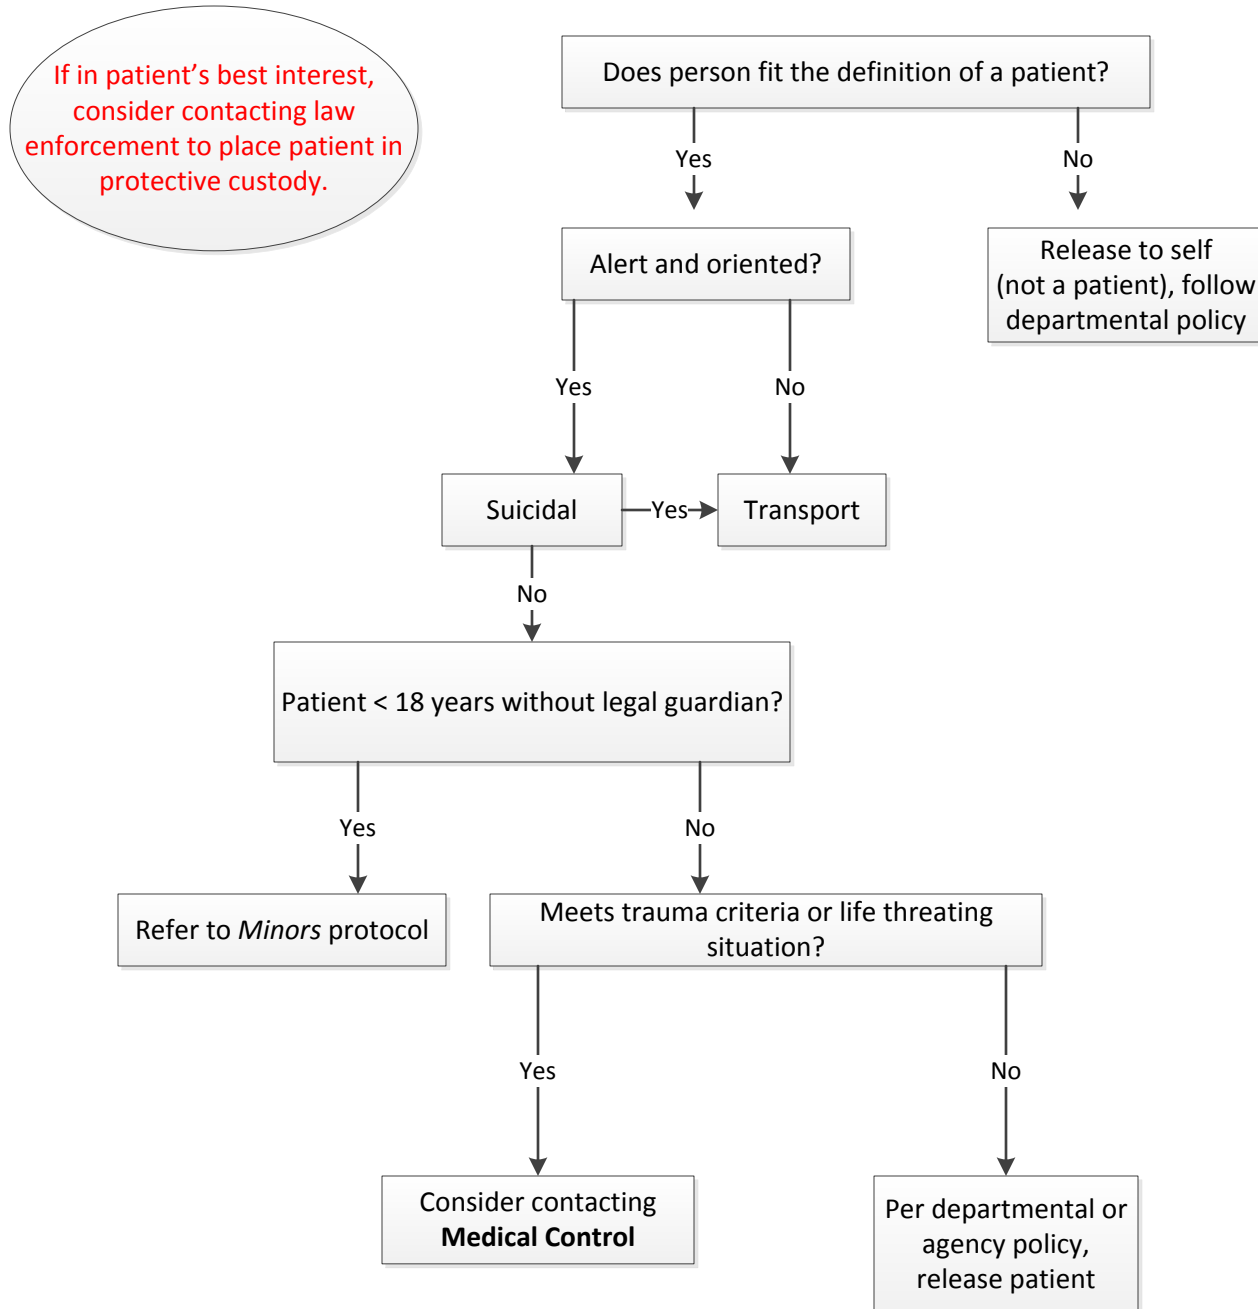 If in patient’s best interest,
consider contacting law
enforcement to place patient in
protective custody.
Does person fit the definition of a patient?
Yes
No
Alert and oriented?
Release to self
(not a patient), follow
departmental policy
Yes
No
Suicidal
Yes
Transport
No
Patient < 18 years without legal guardian?
Yes
No
Refer to Minors protocol
Meets trauma criteria or life threating
situation?
Yes
No
Consider contacting
Medical Control
Per departmental or
agency policy,
release patient